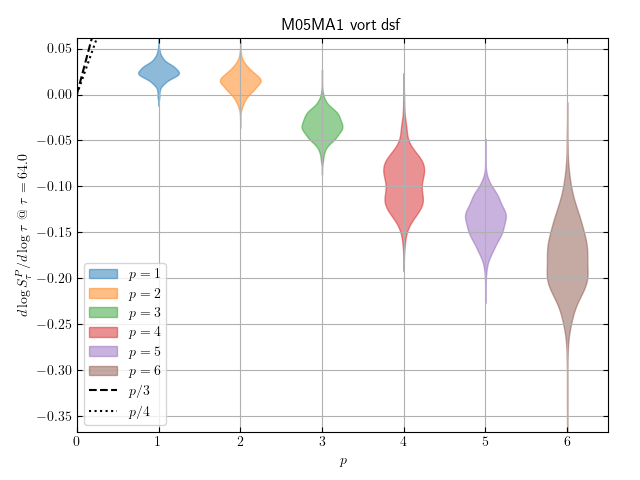 M05MA1 vort dsf
d log S_τ^P / d log τ @ τ = 64.0
0.05
0.00
−0.05
−0.10
−0.15
−0.20
−0.25
−0.30
−0.35
p = 1
p = 2
p = 3
p = 4
p = 5
p = 6
p/3
p/4
0 1 2 3 4 5 6
p